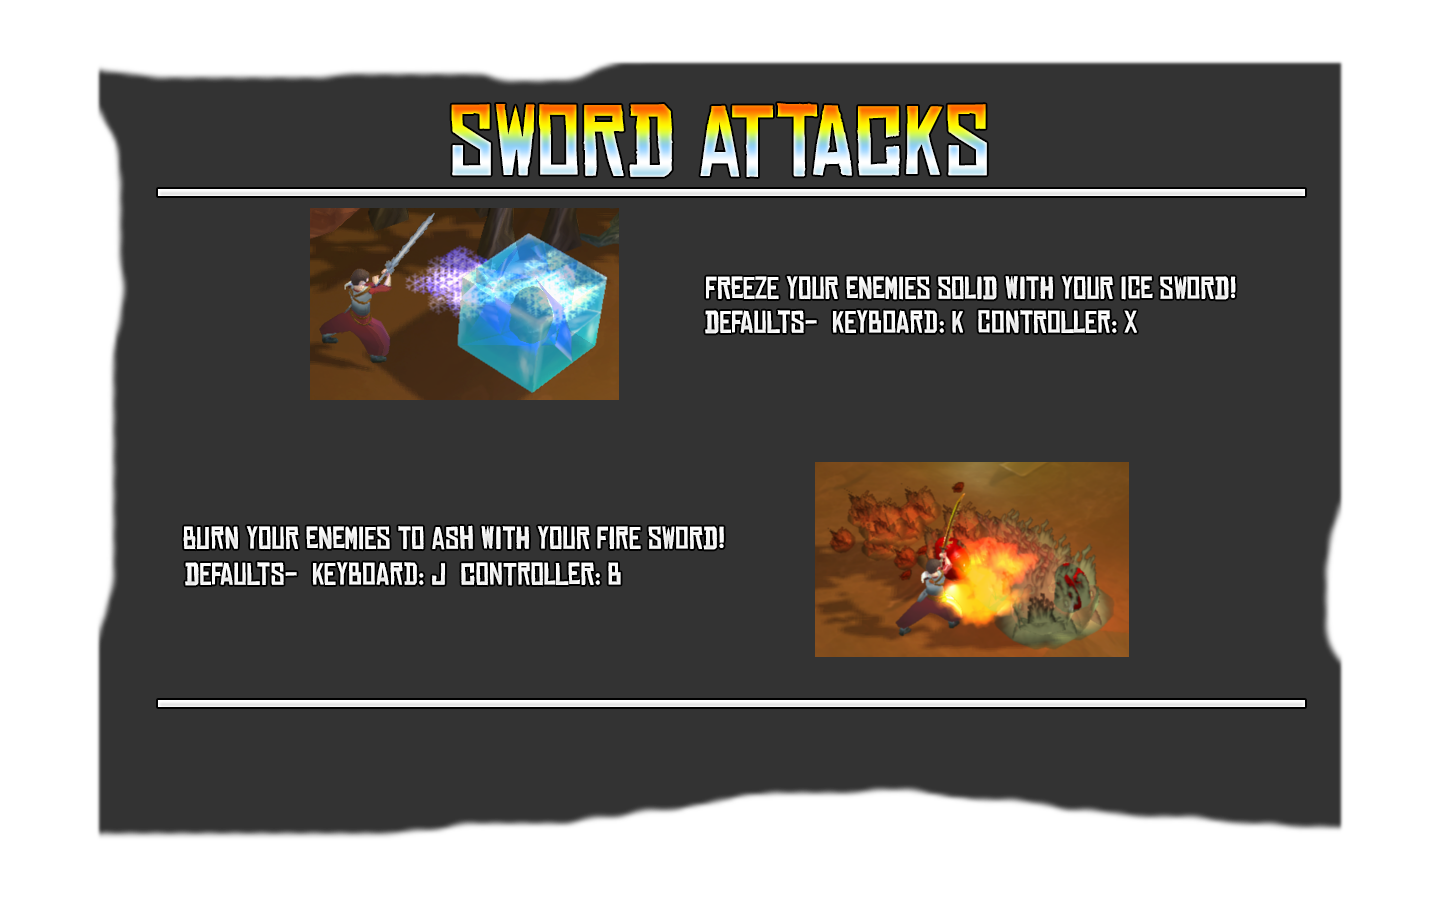 SWORD ATTACKS
FREEZE YOUR ENEMIES SOLID WITH YOUR ICE SWORD!
DEFAULTS- KEYBOARD: K CONTROLLER: X
BURN YOUR ENEMIES TO ASH WITH YOUR FIRE SWORD!
DEFAULTS- KEYBOARD: J CONTROLLER: B